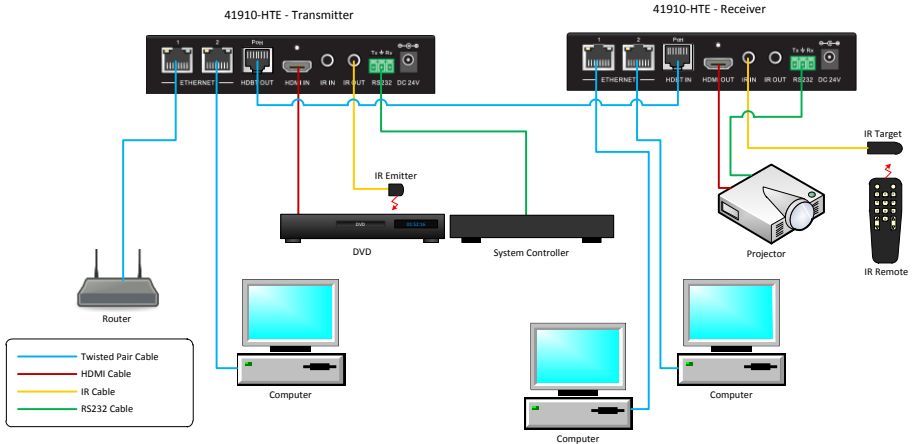 41910-HTE - Transmitter
41910-HTE - Receiver
1
2
PoH
Tx Rx
ETHERNET
HDBT OUT
HDMI IN
IR IN
IR OUT
RS232
DC 24V
1
2
PoH
Tx Rx
ETHERNET
HDBT IN
HDMI OUT
IR IN
IR OUT
RS232
DC 24V
IR Target
IR Emitter
DVD
DVD
System Controller
Projector
IR Remote
Router
Computer
Computer
Computer
Twisted Pair Cable
HDMI Cable
IR Cable
RS232 Cable